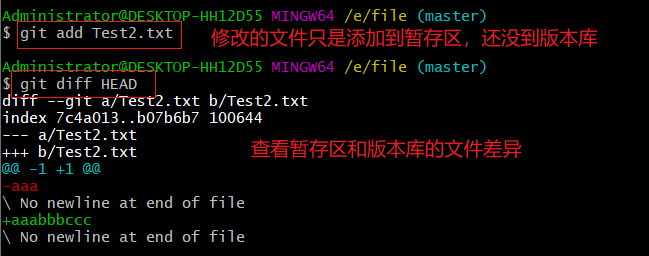 Administrator@DESKTOP-HH12D55 MINGW64 /e/file (master)
$ git add Test2.txt 修改的文件只是添加到暂存区，还没到版本库
Administrator@DESKTOP-HH12D55 MINGW64 /e/file (master)
$ git diff HEAD
diff --git a/Test2.txt b/Test2.txt
index 7c4a013..b07b6b7 100644
--- a/Test2.txt
+++ b/Test2.txt 查看暂存区和版本库的文件差异
@@ -1 +1 @@
-aaa
\ No newline at end of file
+aaabbbccc
\ No newline at end of file